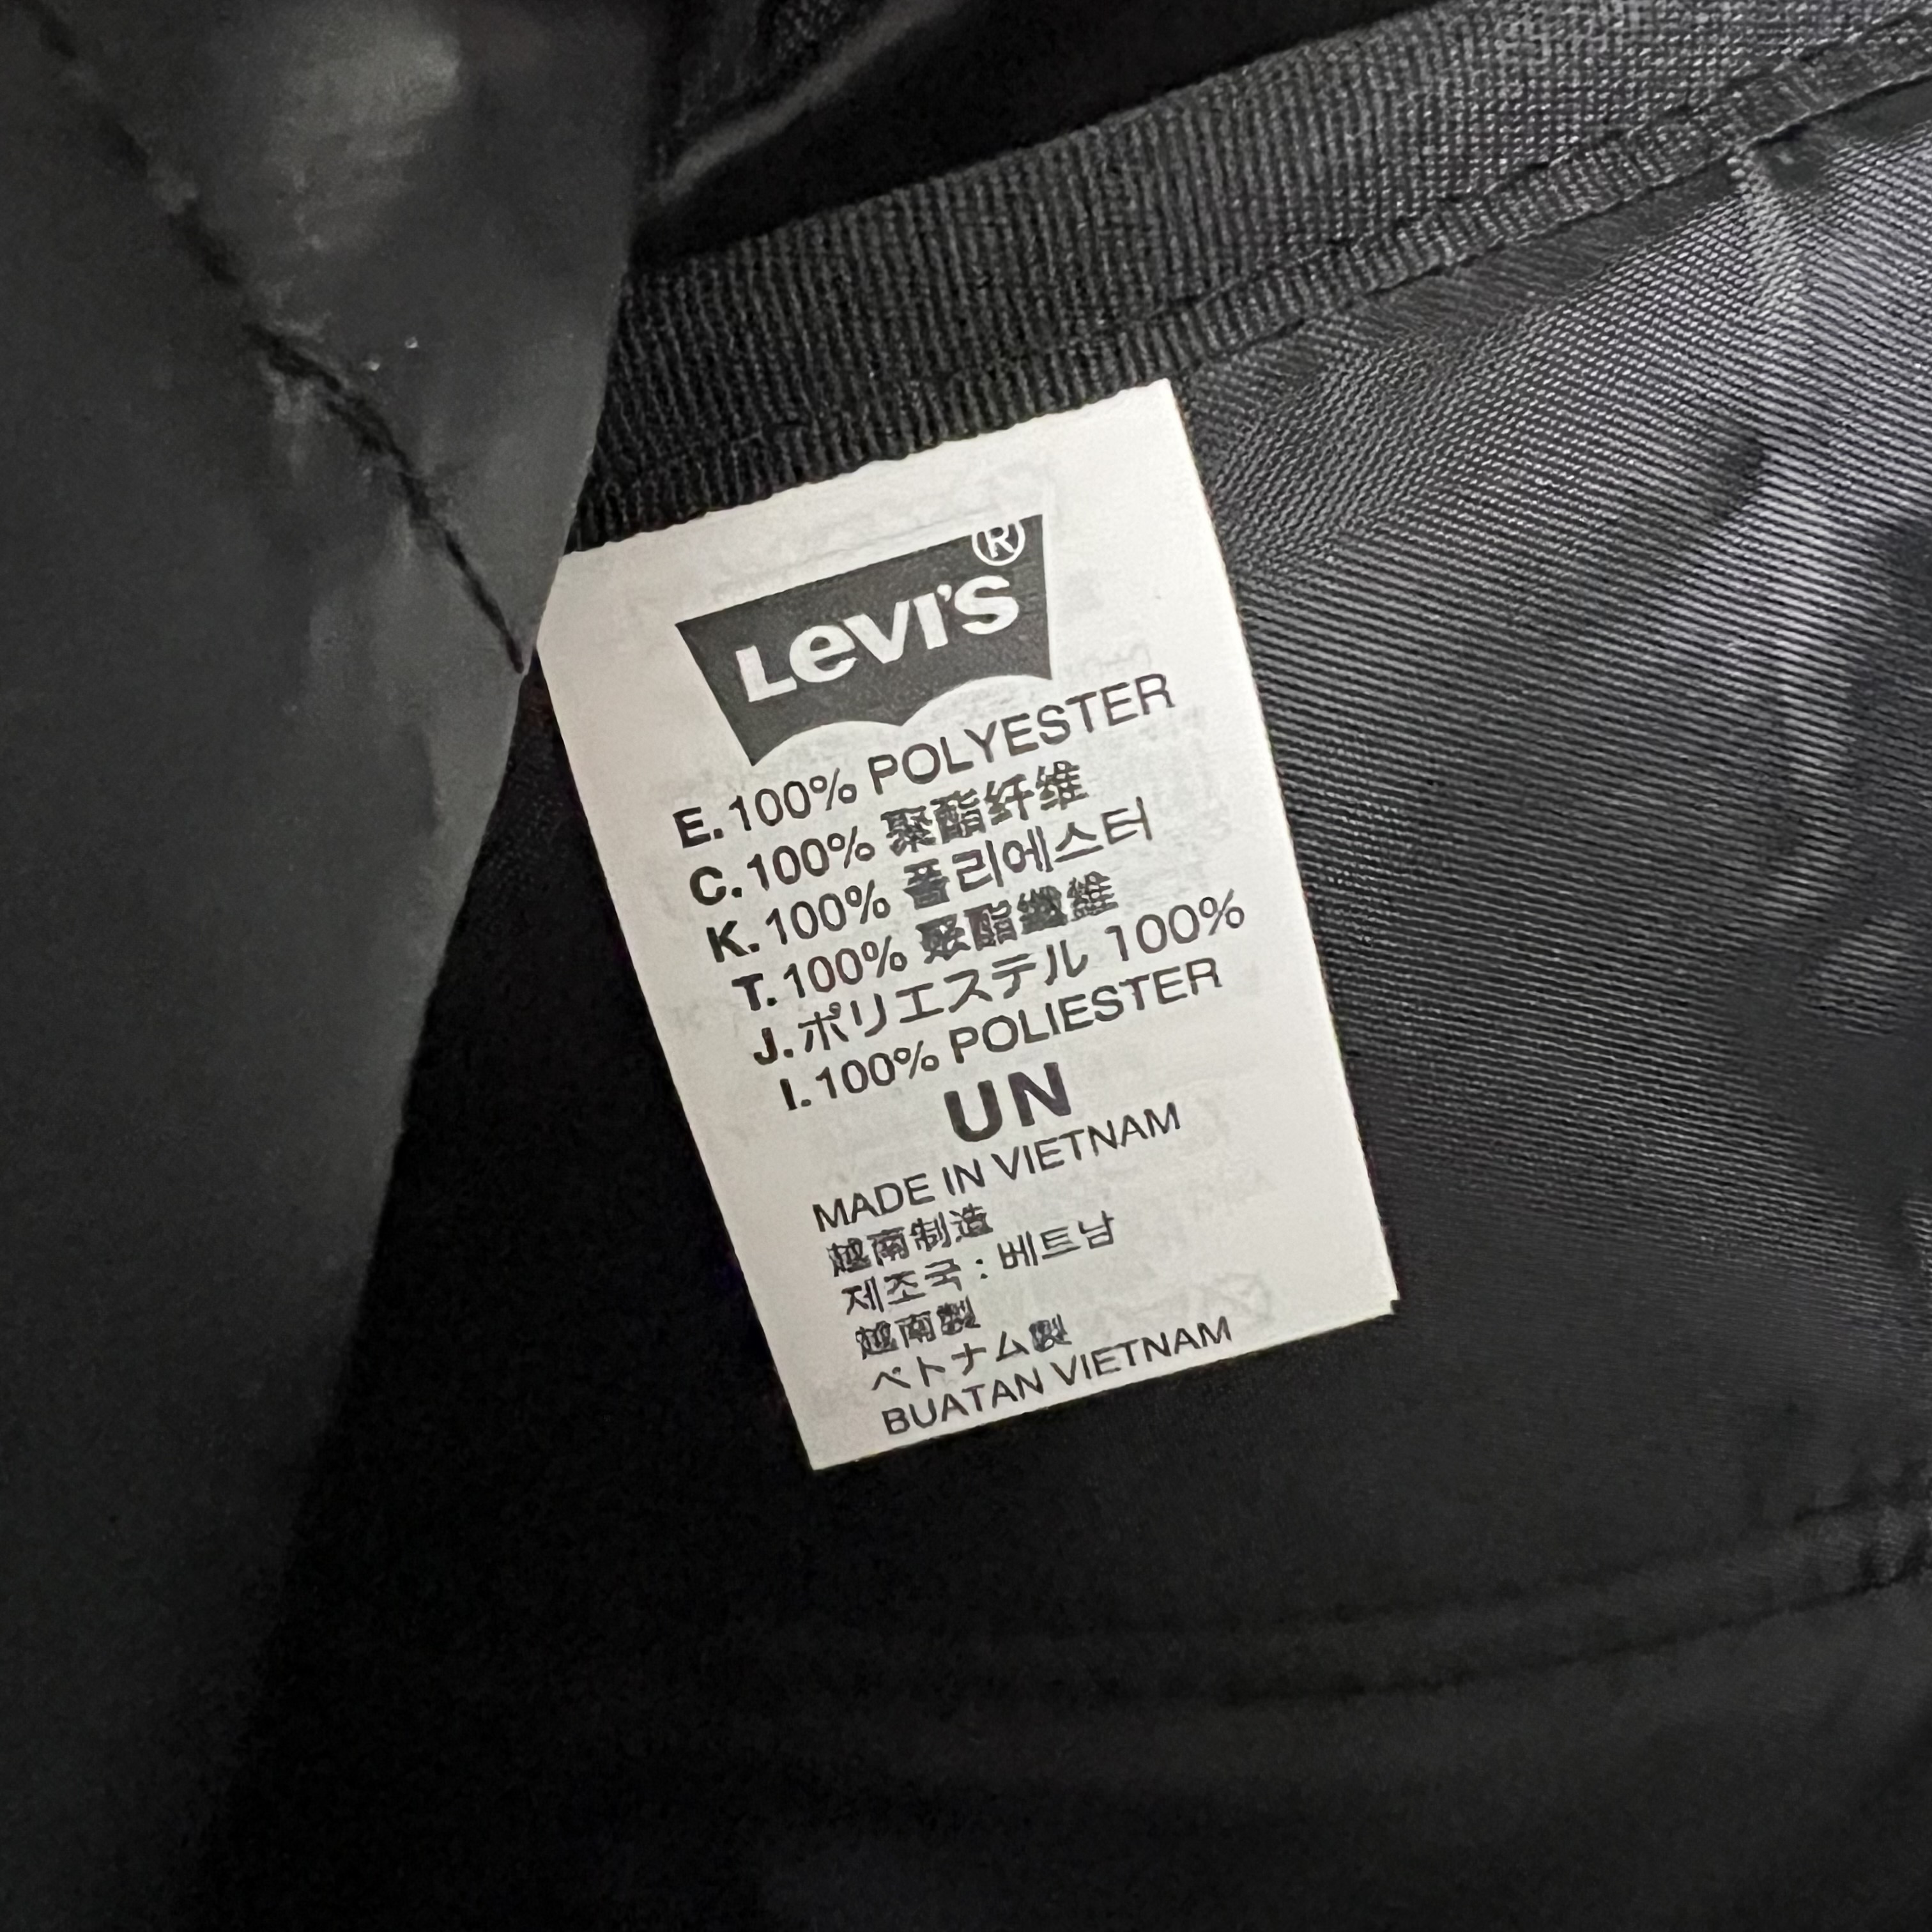 Levi's®
E. 100% POLYESTER
C. 100% 聚酯纤维
K. 100% 폴리에스터
T. 100% 聚酯纖維
J. ポリエステル 100%
I. 100% POLIESTER
UN
MADE IN VIETNAM
越南制造
제조국 : 베트남
越南製
ベトナム製
BUATAN VIETNAM